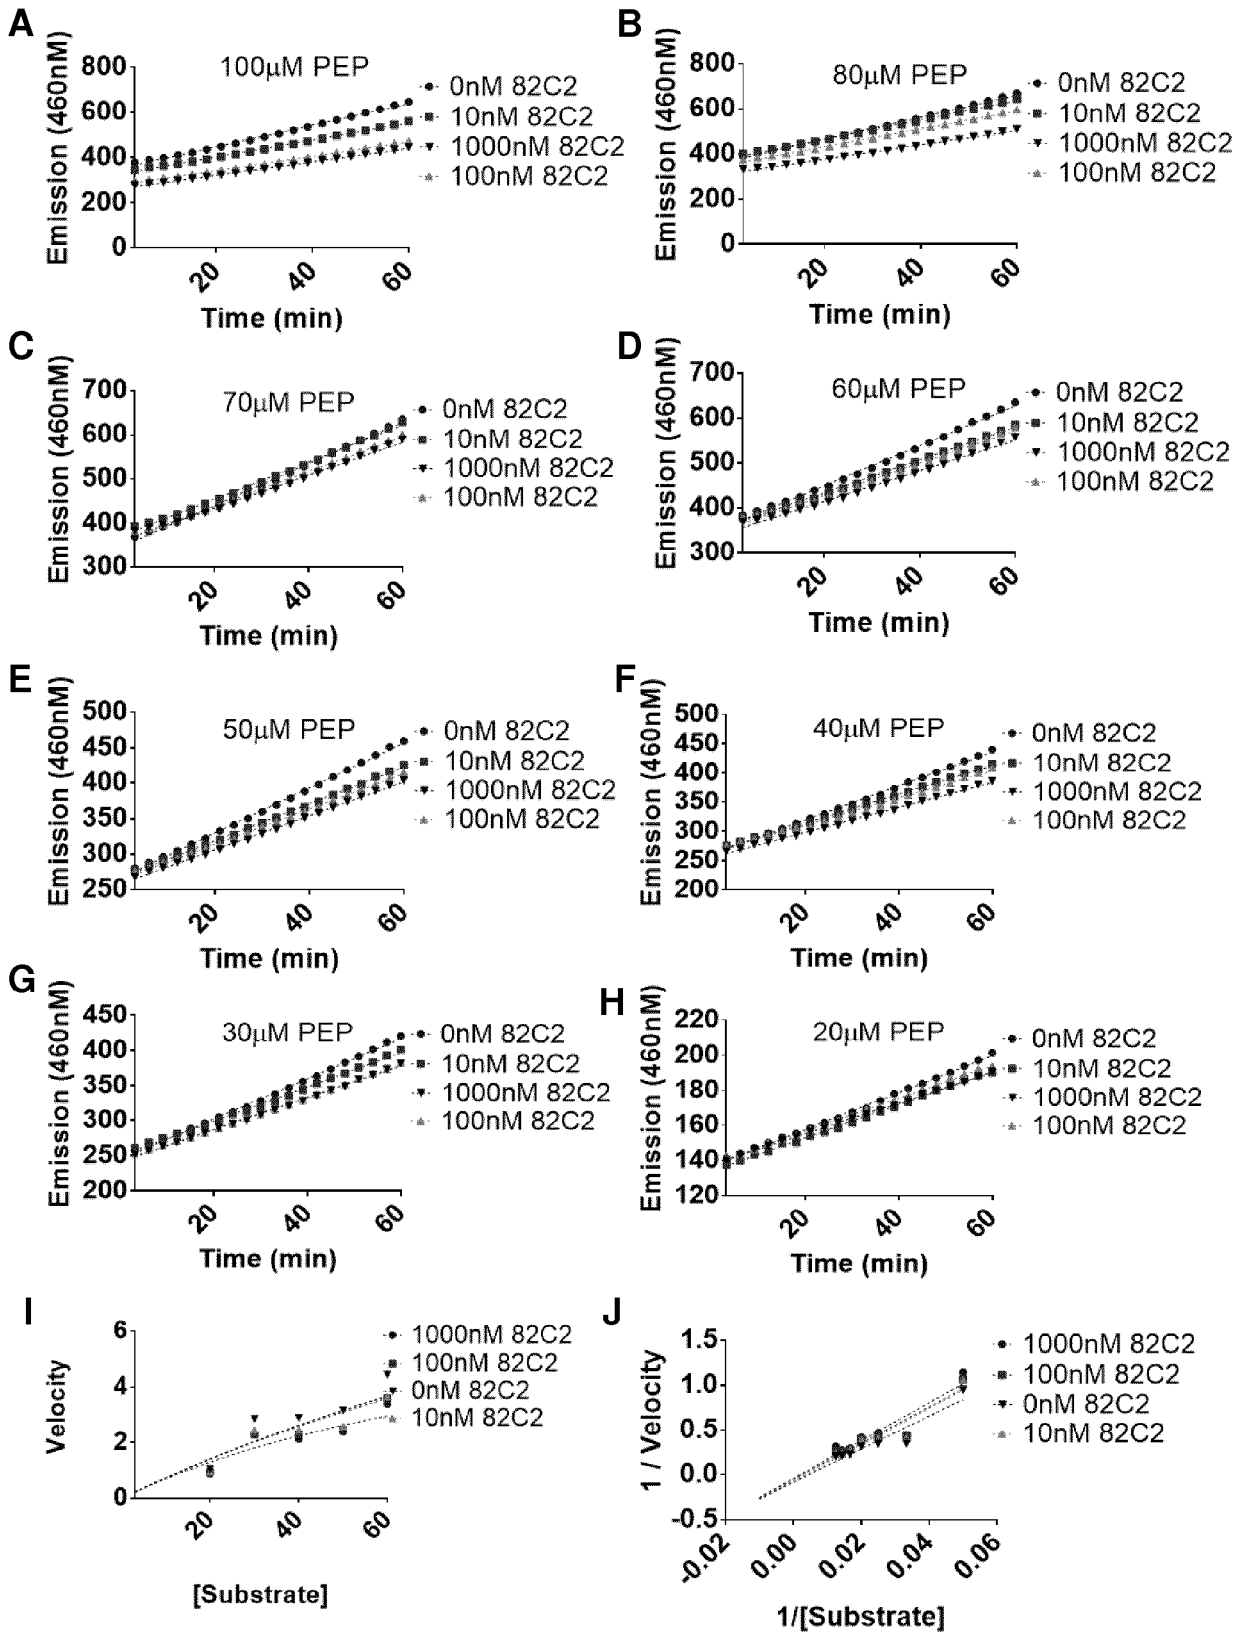 A
100µM PEP
Emission (460nM)
800
600
400
200
0
20
40
60
Time (min)
0nM 82C2
10nM 82C2
1000nM 82C2
100nM 82C2
B
80µM PEP
Emission (460nM)
800
600
400
200
0
20
40
60
Time (min)
0nM 82C2
10nM 82C2
1000nM 82C2
100nM 82C2
C
70µM PEP
Emission (460nM)
700
600
500
400
300
20
40
60
Time (min)
0nM 82C2
10nM 82C2
1000nM 82C2
100nM 82C2
D
60µM PEP
Emission (460nM)
700
600
500
400
300
20
40
60
Time (min)
0nM 82C2
10nM 82C2
1000nM 82C2
100nM 82C2
E
50µM PEP
Emission (460nM)
500
450
400
350
300
250
20
40
60
Time (min)
0nM 82C2
10nM 82C2
1000nM 82C2
100nM 82C2
F
40µM PEP
Emission (460nM)
500
450
400
350
300
250
200
20
40
60
Time (min)
0nM 82C2
10nM 82C2
1000nM 82C2
100nM 82C2
G
30µM PEP
Emission (460nM)
450
400
350
300
250
200
20
40
60
Time (min)
0nM 82C2
10nM 82C2
1000nM 82C2
100nM 82C2
H
20µM PEP
Emission (460nM)
220
200
180
160
140
120
20
40
60
Time (min)
0nM 82C2
10nM 82C2
1000nM 82C2
100nM 82C2
I
Velocity
6
4
2
0
20
40
60
[Substrate]
1000nM 82C2
100nM 82C2
0nM 82C2
10nM 82C2
J
1 / Velocity
1.5
1.0
0.5
0.0
-0.5
-0.02
0.00
0.02
0.04
0.06
1/[Substrate]
1000nM 82C2
100nM 82C2
0nM 82C2
10nM 82C2